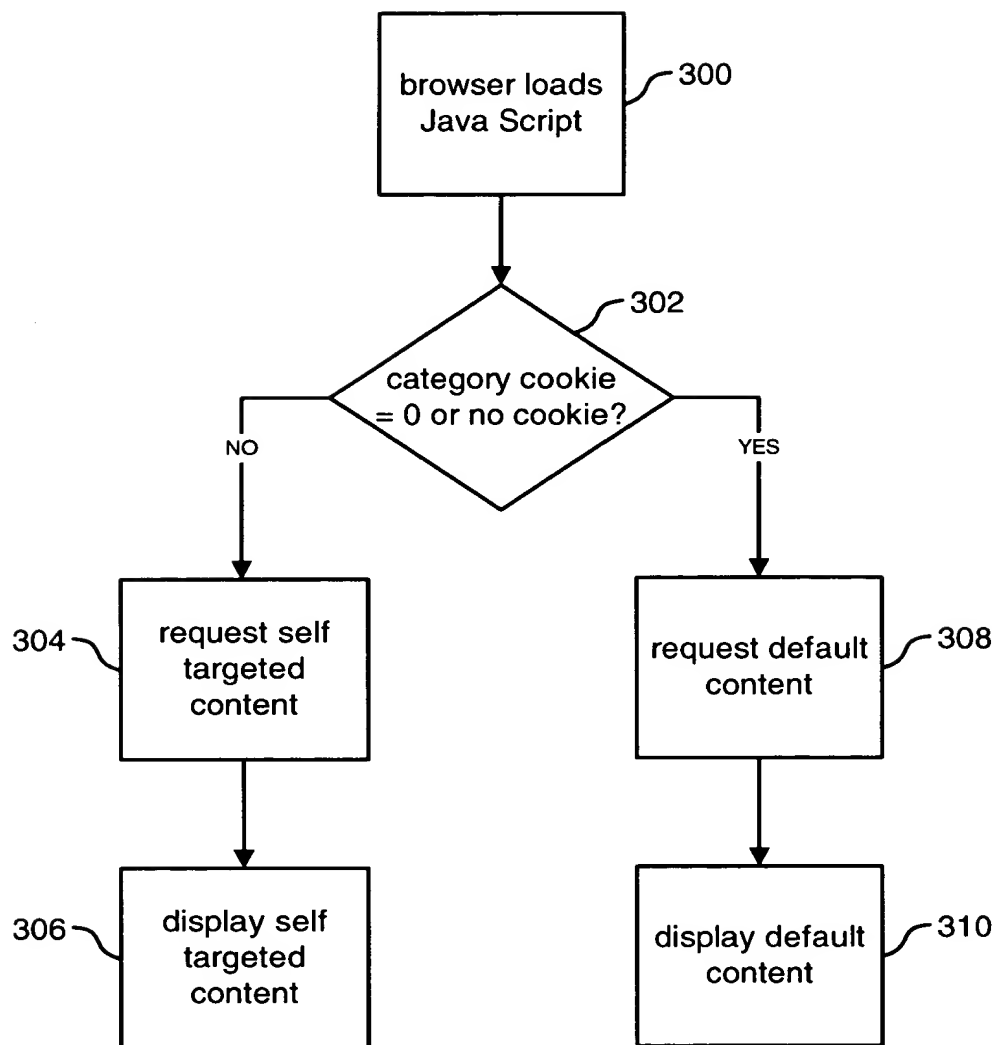 browser loads
Java Script
300
302
category cookie
= 0 or no cookie?
NO
YES
304
request self
targeted
content
request default
content
308
306
display self
targeted
content
display default
content
310